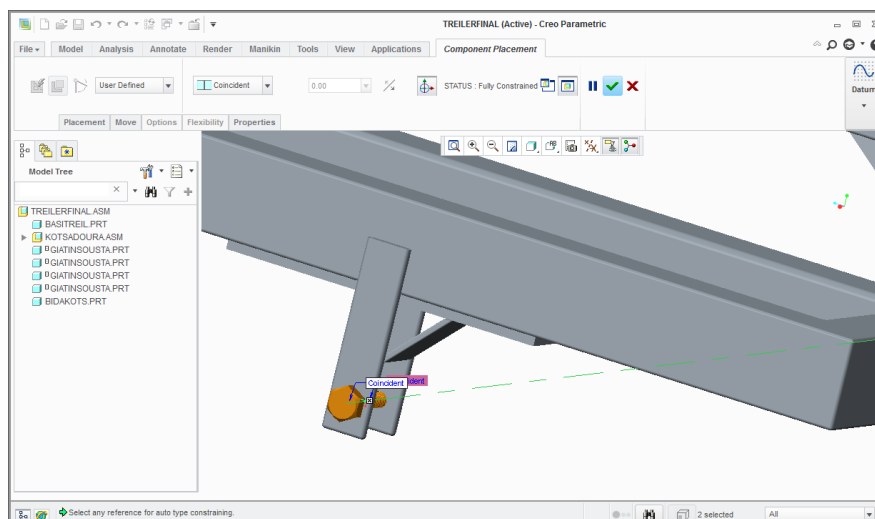 TREILERFINAL (Active) - Creo Parametric
File Model Analysis Annotate Render Manikin Tools View Applications Component Placement
User Defined Coincident 0.00 STATUS : Fully Constrained
Datum
Placement Move Options Flexibility Properties
Model Tree
TREILERFINAL.ASM
BASITREIL.PRT
KOTSADOURA.ASM
GIATINSOUSTA.PRT
GIATINSOUSTA.PRT
GIATINSOUSTA.PRT
GIATINSOUSTA.PRT
BIDAKOTS.PRT
Coincident
Select any reference for auto type constraining.
2 selected All